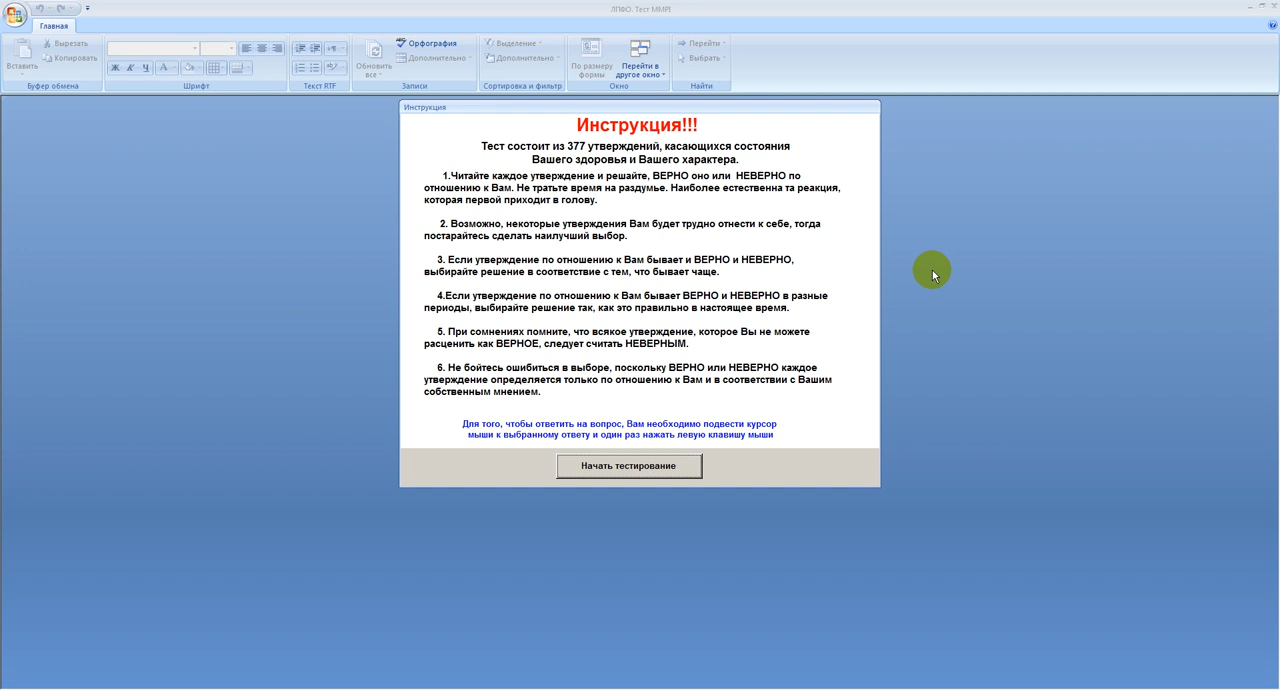 ЛПФО. Тест MMPI
Главная
Вставить
Вырезать
Копировать
Буфер обмена
Ж К Ч
А
Шрифт
Текст RTF
Обновить
все
Орфография
Дополнительно
Записи
Выделение
Дополнительно
Сортировка и фильтр
По размеру
формы
Перейти в
другое окно
Окно
Перейти
Выбрать
Найти
Инструкция
Инструкция!!!
Тест состоит из 377 утверждений, касающихся состояния
Вашего здоровья и Вашего характера.
1.Читайте каждое утверждение и решайте, ВЕРНО оно или НЕВЕРНО по
отношению к Вам. Не тратьте время на раздумье. Наиболее естественна та реакция,
которая первой приходит в голову.
2. Возможно, некоторые утверждения Вам будет трудно отнести к себе, тогда
постарайтесь сделать наилучший выбор.
3. Если утверждение по отношению к Вам бывает и ВЕРНО и НЕВЕРНО,
выбирайте решение в соответствие с тем, что бывает чаще.
4.Если утверждение по отношению к Вам бывает ВЕРНО и НЕВЕРНО в разные
периоды, выбирайте решение так, как это правильно в настоящее время.
5. При сомнениях помните, что всякое утверждение, которое Вы не можете
расценить как ВЕРНОЕ, следует считать НЕВЕРНЫМ.
6. Не бойтесь ошибиться в выборе, поскольку ВЕРНО или НЕВЕРНО каждое
утверждение определяется только по отношению к Вам и в соответствии с Вашим
собственным мнением.
Для того, чтобы ответить на вопрос, Вам необходимо подвести курсор
мыши к выбранному ответу и один раз нажать левую клавишу мыши
Начать тестирование